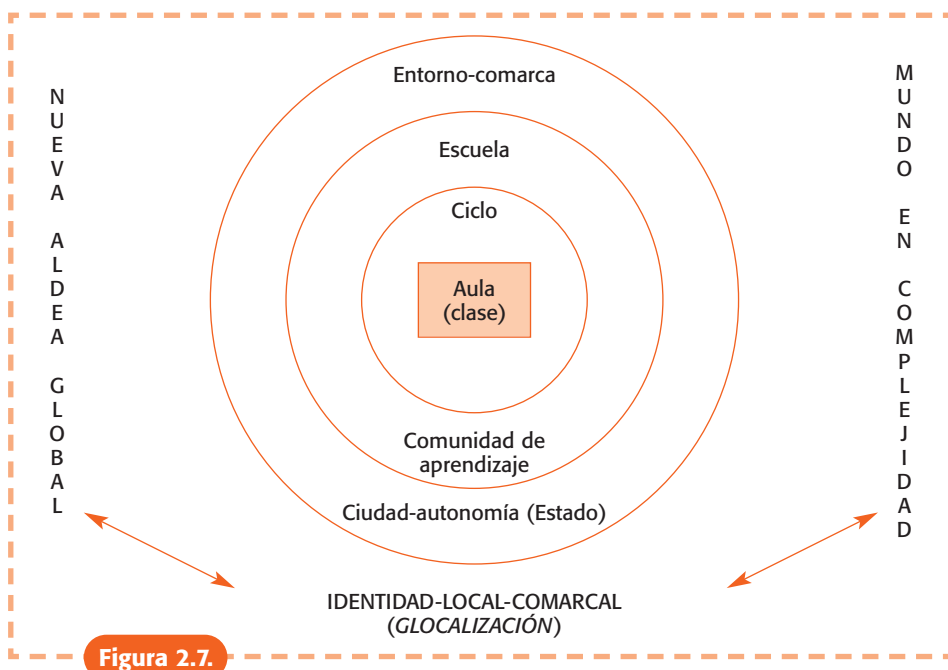 NUEVA ALDEA GLOBAL
Entorno-comarca
Escuela
Ciclo
Aula
(clase)
Comunidad de
aprendizaje
Ciudad-autonomía (Estado)
MUNDO EN COMPLEJIDAD
IDENTIDAD-LOCAL-COMARCAL
(GLOCALIZACIÓN)
Figura 2.7.